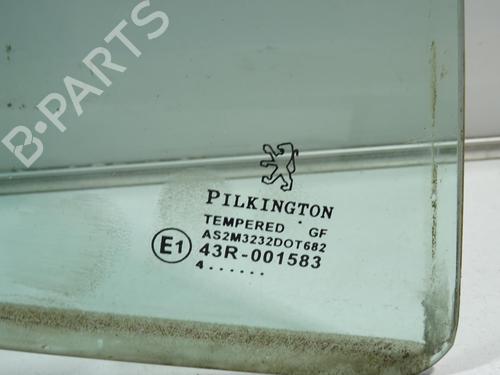 B-PARTS
PILKINGTON
TEMPERED GF
AS2M3232DOT682
E1 43R-001583
4......